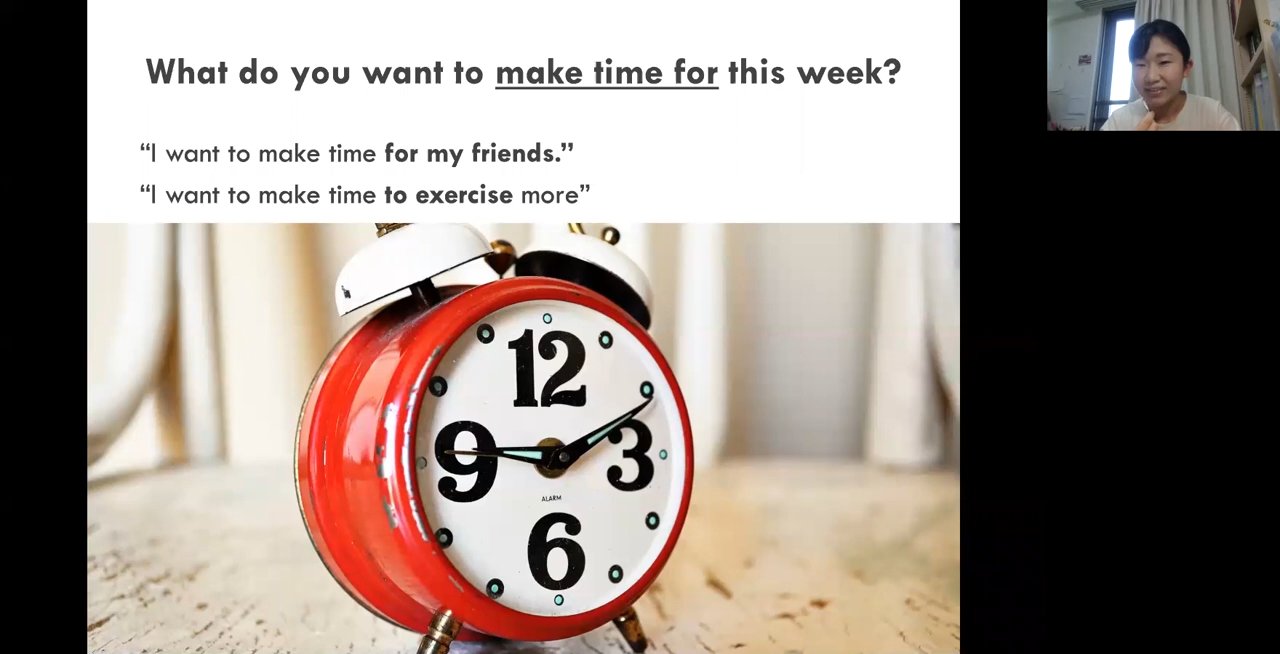 What do you want to make time for this week?
“I want to make time for my friends.”
“I want to make time to exercise more”
12
9
3
ALARM
6